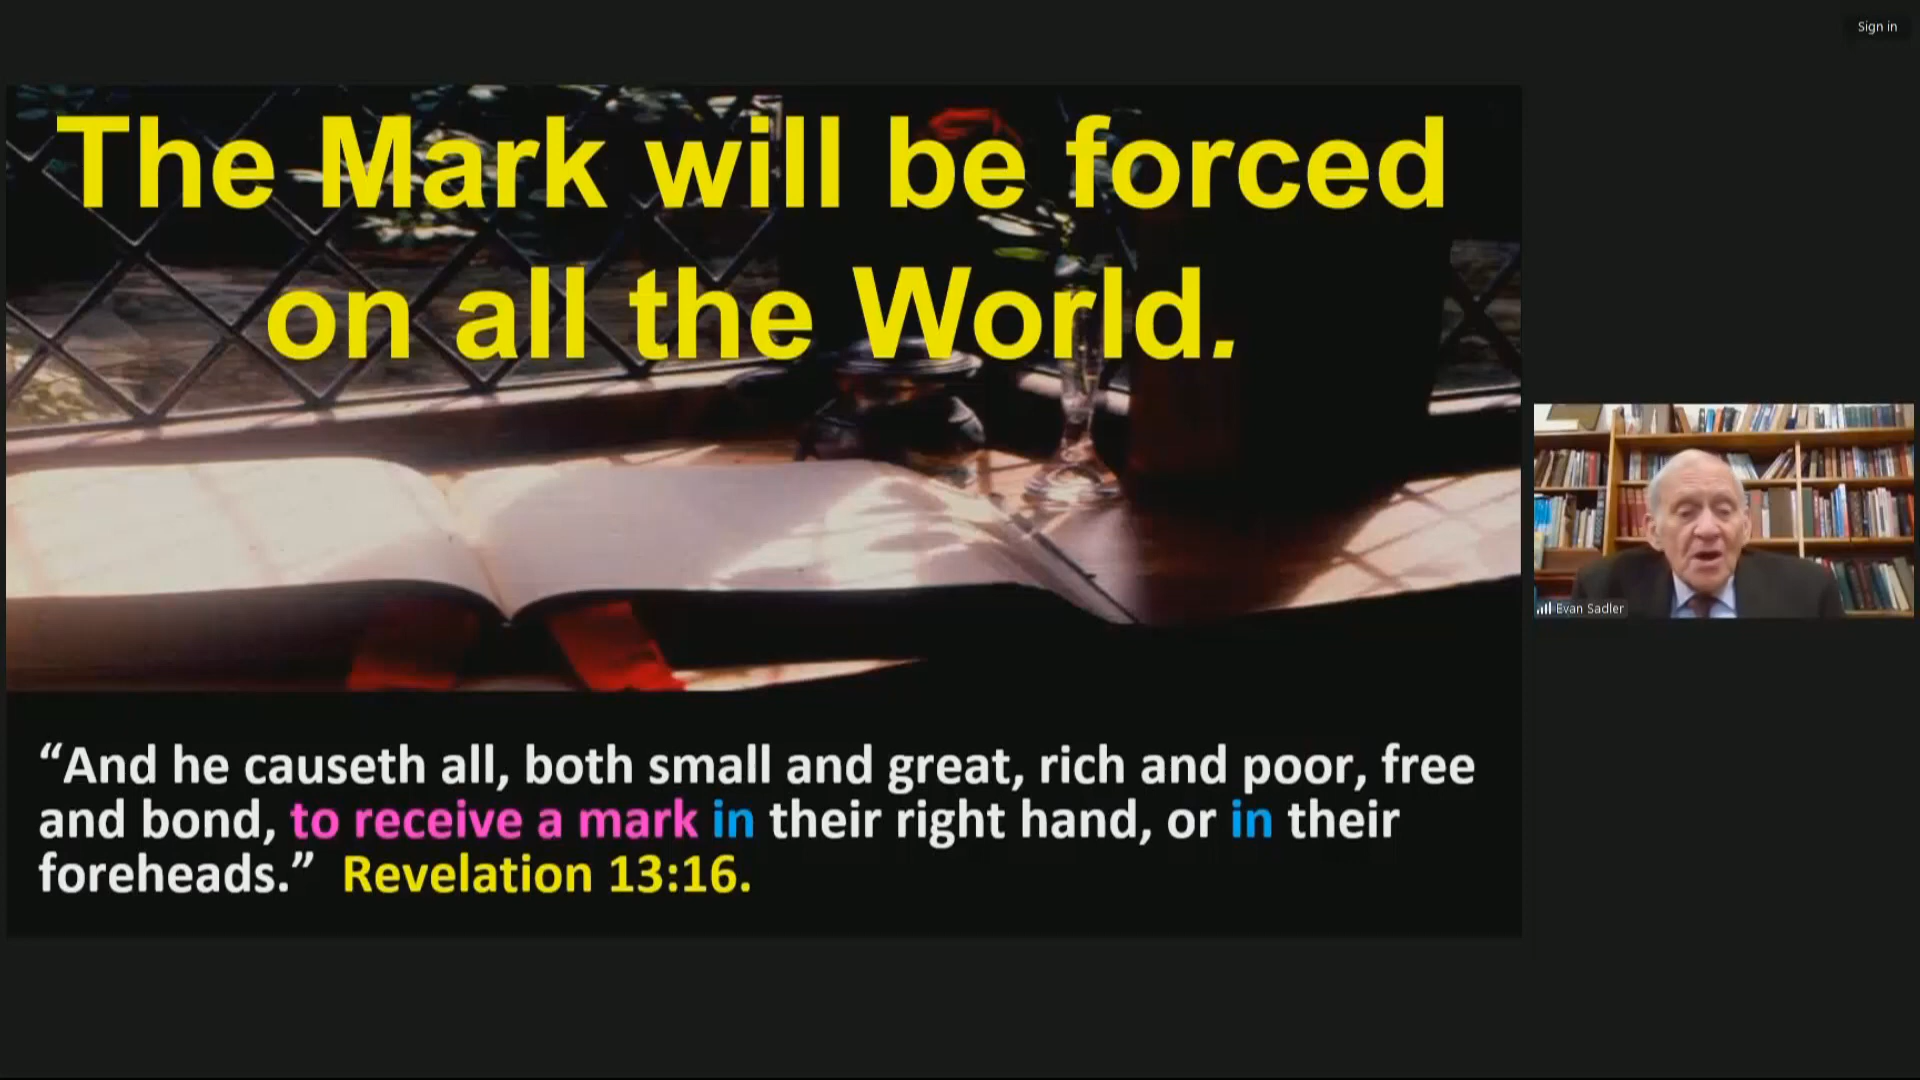 Sign in
The Mark will be forced
on all the World.
“And he causeth all, both small and great, rich and poor, free
and bond, to receive a mark in their right hand, or in their
foreheads.” Revelation 13:16.
Evan Sadler